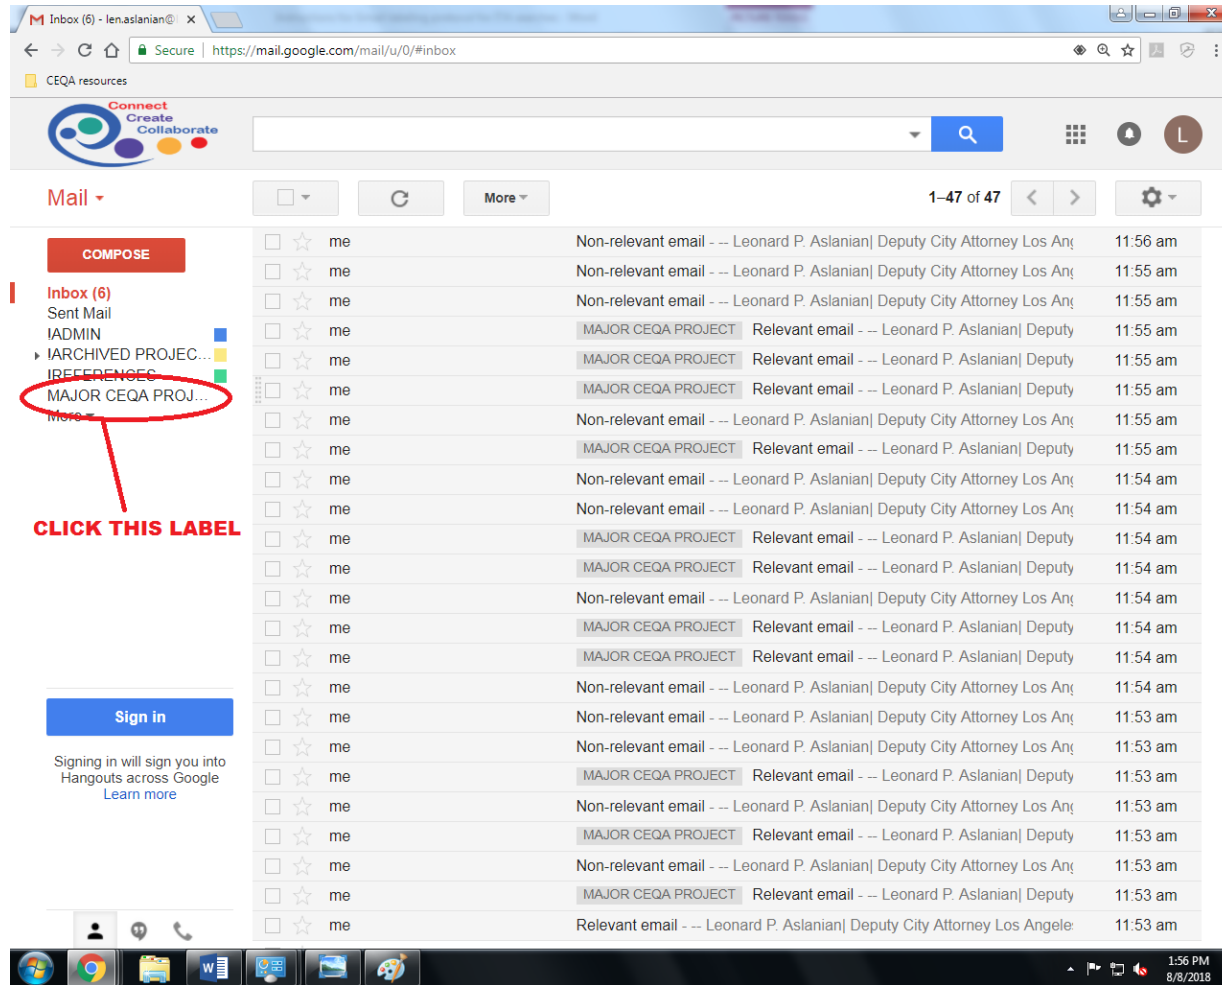 Inbox (6) - len.aslanian@
Secure https://mail.google.com/mail/u/0/#inbox
CEQA resources
Connect
Create
Collaborate
L
Mail
More
1–47 of 47
COMPOSE
Inbox (6)
Sent Mail
!ADMIN
!ARCHIVED PROJEC...
!REFERENCES
MAJOR CEQA PROJ...
More
CLICK THIS LABEL
Sign in
Signing in will sign you into
Hangouts across Google
Learn more
me Non-relevant email - -- Leonard P. Aslanian| Deputy City Attorney Los Ang 11:56 am
me Non-relevant email - -- Leonard P. Aslanian| Deputy City Attorney Los Ang 11:55 am
me Non-relevant email - -- Leonard P. Aslanian| Deputy City Attorney Los Ang 11:55 am
me MAJOR CEQA PROJECT Relevant email - -- Leonard P. Aslanian| Deputy 11:55 am
me MAJOR CEQA PROJECT Relevant email - -- Leonard P. Aslanian| Deputy 11:55 am
me MAJOR CEQA PROJECT Relevant email - -- Leonard P. Aslanian| Deputy 11:55 am
me Non-relevant email - -- Leonard P. Aslanian| Deputy City Attorney Los Ang 11:55 am
me MAJOR CEQA PROJECT Relevant email - -- Leonard P. Aslanian| Deputy 11:55 am
me Non-relevant email - -- Leonard P. Aslanian| Deputy City Attorney Los Ang 11:54 am
me Non-relevant email - -- Leonard P. Aslanian| Deputy City Attorney Los Ang 11:54 am
me MAJOR CEQA PROJECT Relevant email - -- Leonard P. Aslanian| Deputy 11:54 am
me MAJOR CEQA PROJECT Relevant email - -- Leonard P. Aslanian| Deputy 11:54 am
me Non-relevant email - -- Leonard P. Aslanian| Deputy City Attorney Los Ang 11:54 am
me MAJOR CEQA PROJECT Relevant email - -- Leonard P. Aslanian| Deputy 11:54 am
me MAJOR CEQA PROJECT Relevant email - -- Leonard P. Aslanian| Deputy 11:54 am
me Non-relevant email - -- Leonard P. Aslanian| Deputy City Attorney Los Ang 11:54 am
me Non-relevant email - -- Leonard P. Aslanian| Deputy City Attorney Los Ang 11:53 am
me Non-relevant email - -- Leonard P. Aslanian| Deputy City Attorney Los Ang 11:53 am
me MAJOR CEQA PROJECT Relevant email - -- Leonard P. Aslanian| Deputy 11:53 am
me Non-relevant email - -- Leonard P. Aslanian| Deputy City Attorney Los Ang 11:53 am
me MAJOR CEQA PROJECT Relevant email - -- Leonard P. Aslanian| Deputy 11:53 am
me Non-relevant email - -- Leonard P. Aslanian| Deputy City Attorney Los Ang 11:53 am
me MAJOR CEQA PROJECT Relevant email - -- Leonard P. Aslanian| Deputy 11:53 am
me Relevant email - -- Leonard P. Aslanian| Deputy City Attorney Los Angele 11:53 am
1:56 PM
8/8/2018